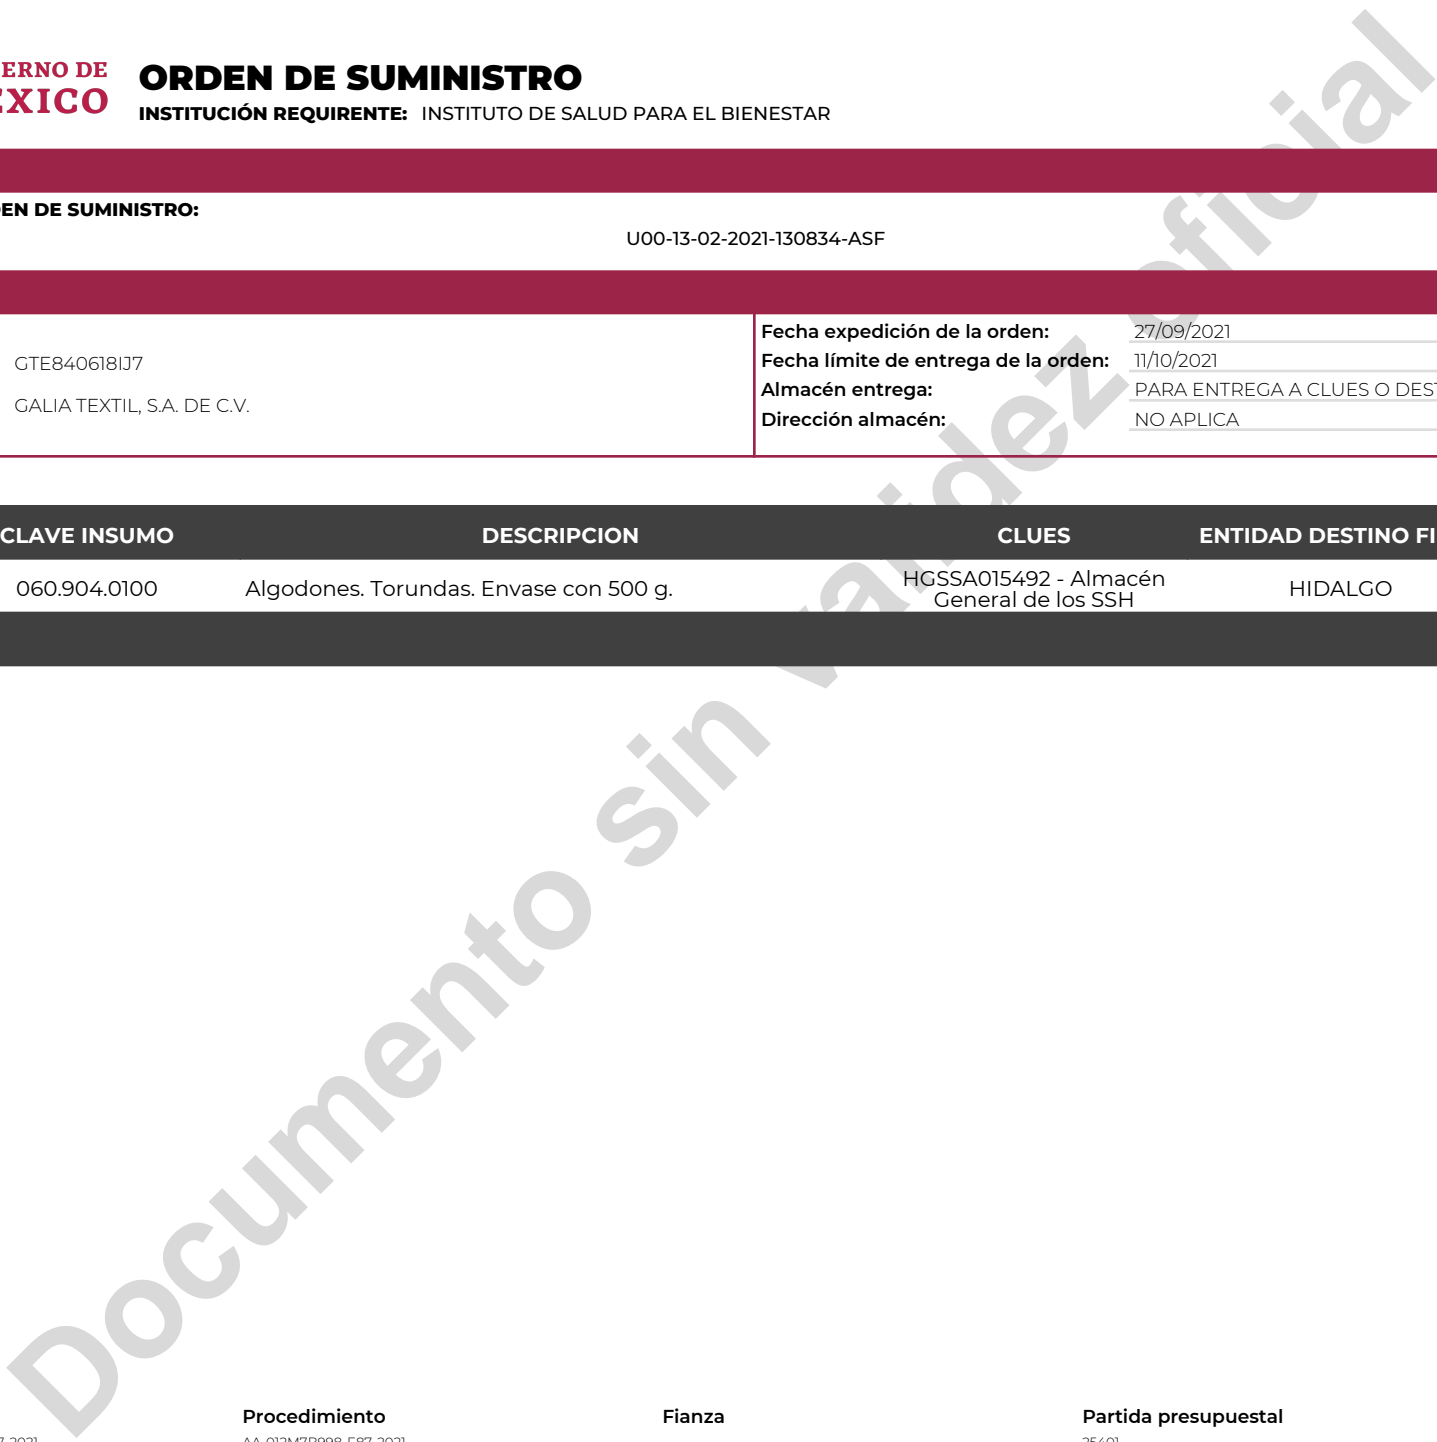 ERNO DE
EXICO
ORDEN DE SUMINISTRO
INSTITUCIÓN REQUIRENTE: INSTITUTO DE SALUD PARA EL BIENESTAR
DEN DE SUMINISTRO:
U00-13-02-2021-130834-ASF
GTE840618IJ7
GALIA TEXTIL, S.A. DE C.V.
Fecha expedición de la orden: 27/09/2021
Fecha límite de entrega de la orden: 11/10/2021
Almacén entrega: PARA ENTREGA A CLUES O DEST
Dirección almacén: NO APLICA
CLAVE INSUMO DESCRIPCION CLUES ENTIDAD DESTINO FI
060.904.0100 Algodones. Torundas. Envase con 500 g. HGSSA015492 - Almacén General de los SSH HIDALGO
Documento sin validez oficial
Procedimiento Fianza Partida presupuestal